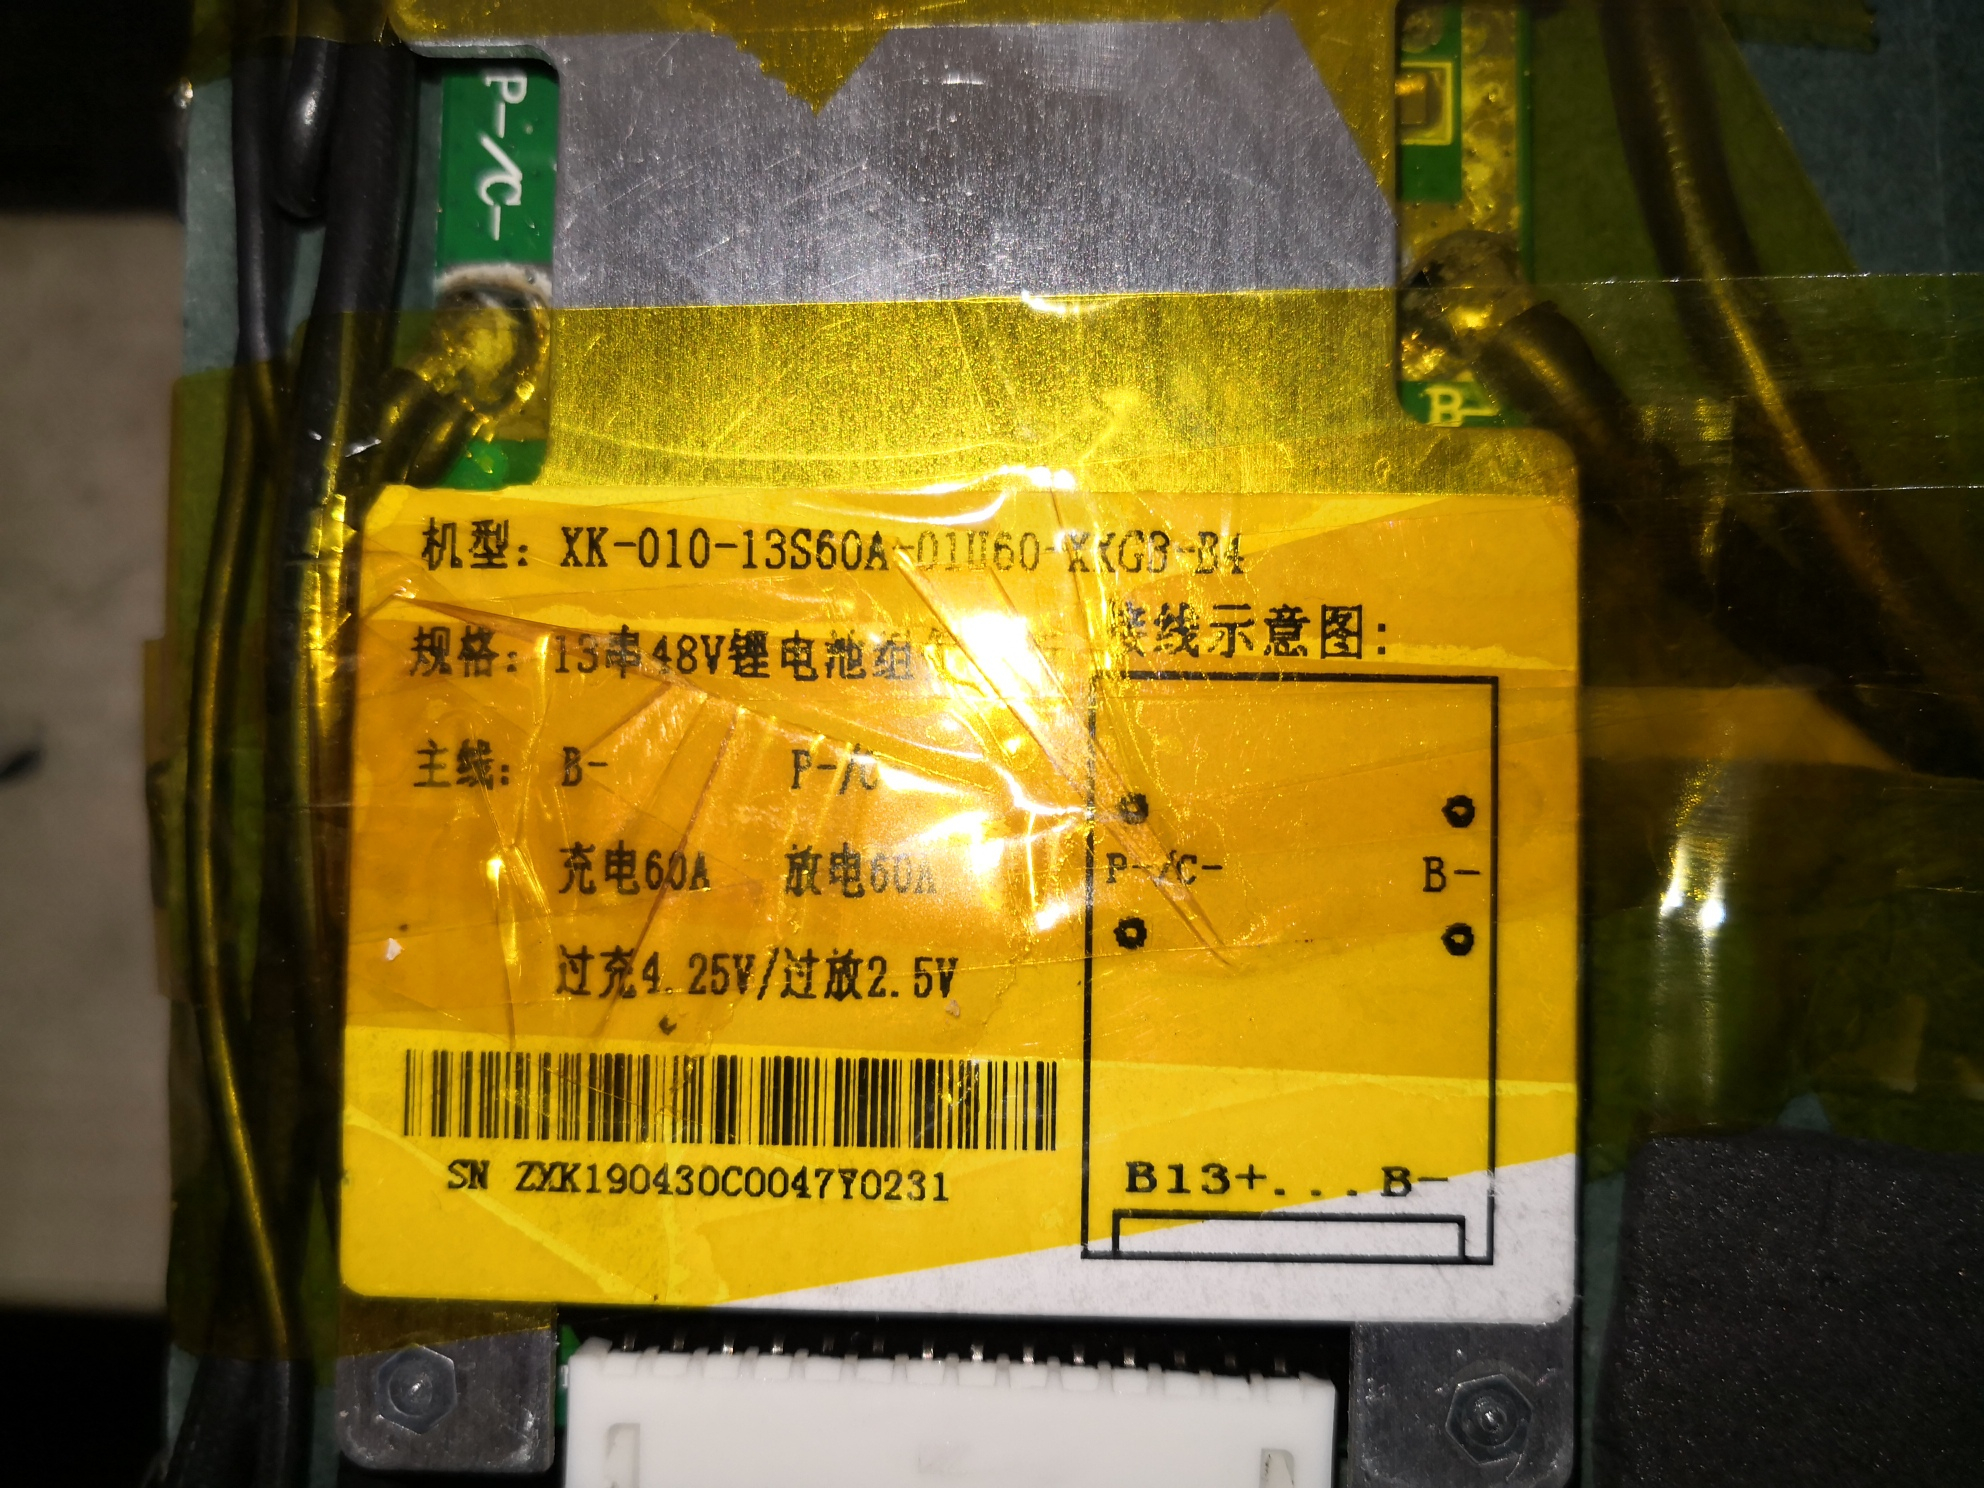 P-/C-
B-
机型: XK-010-13S60A-01U60-XKGB-B4
规格: 13串48V锂电池组
接线示意图:
主线: B- P-/C
充电60A 放电60A
过充4.25V/过放2.5V
P-/C- B-
B13+...B-
SN ZXK190430C0047Y0231